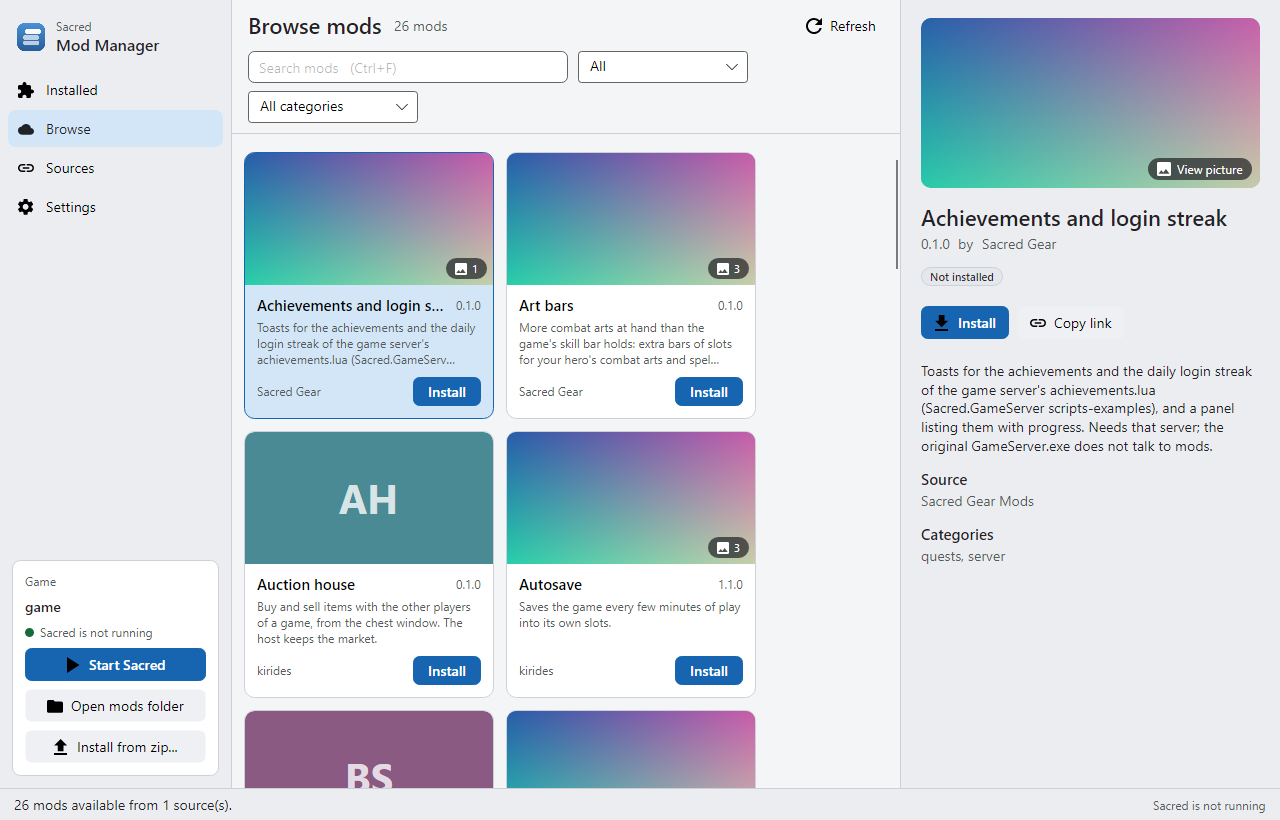 Sacred
Mod Manager
Installed
Browse
Sources
Settings
Game
game
Sacred is not running
Start Sacred
Open mods folder
Install from zip...
Browse mods
26 mods
Refresh
Search mods (Ctrl+F)
All
All categories
1
Achievements and login s...
0.1.0
Toasts for the achievements and the daily
login streak of the game server's
achievements.lua (Sacred.GameServ...
Sacred Gear
Install
3
Art bars
0.1.0
More combat arts at hand than the
game's skill bar holds: extra bars of slots
for your hero's combat arts and spel...
Sacred Gear
Install
AH
Auction house
0.1.0
Buy and sell items with the other players
of a game, from the chest window. The
host keeps the market.
kirides
Install
3
Autosave
1.1.0
Saves the game every few minutes of play
into its own slots.
kirides
Install
BS
View picture
Achievements and login streak
0.1.0 by Sacred Gear
Not installed
Install
Copy link
Toasts for the achievements and the daily login streak
of the game server's achievements.lua
(Sacred.GameServer scripts-examples), and a panel
listing them with progress. Needs that server; the
original GameServer.exe does not talk to mods.
Source
Sacred Gear Mods
Categories
quests, server
26 mods available from 1 source(s).
Sacred is not running